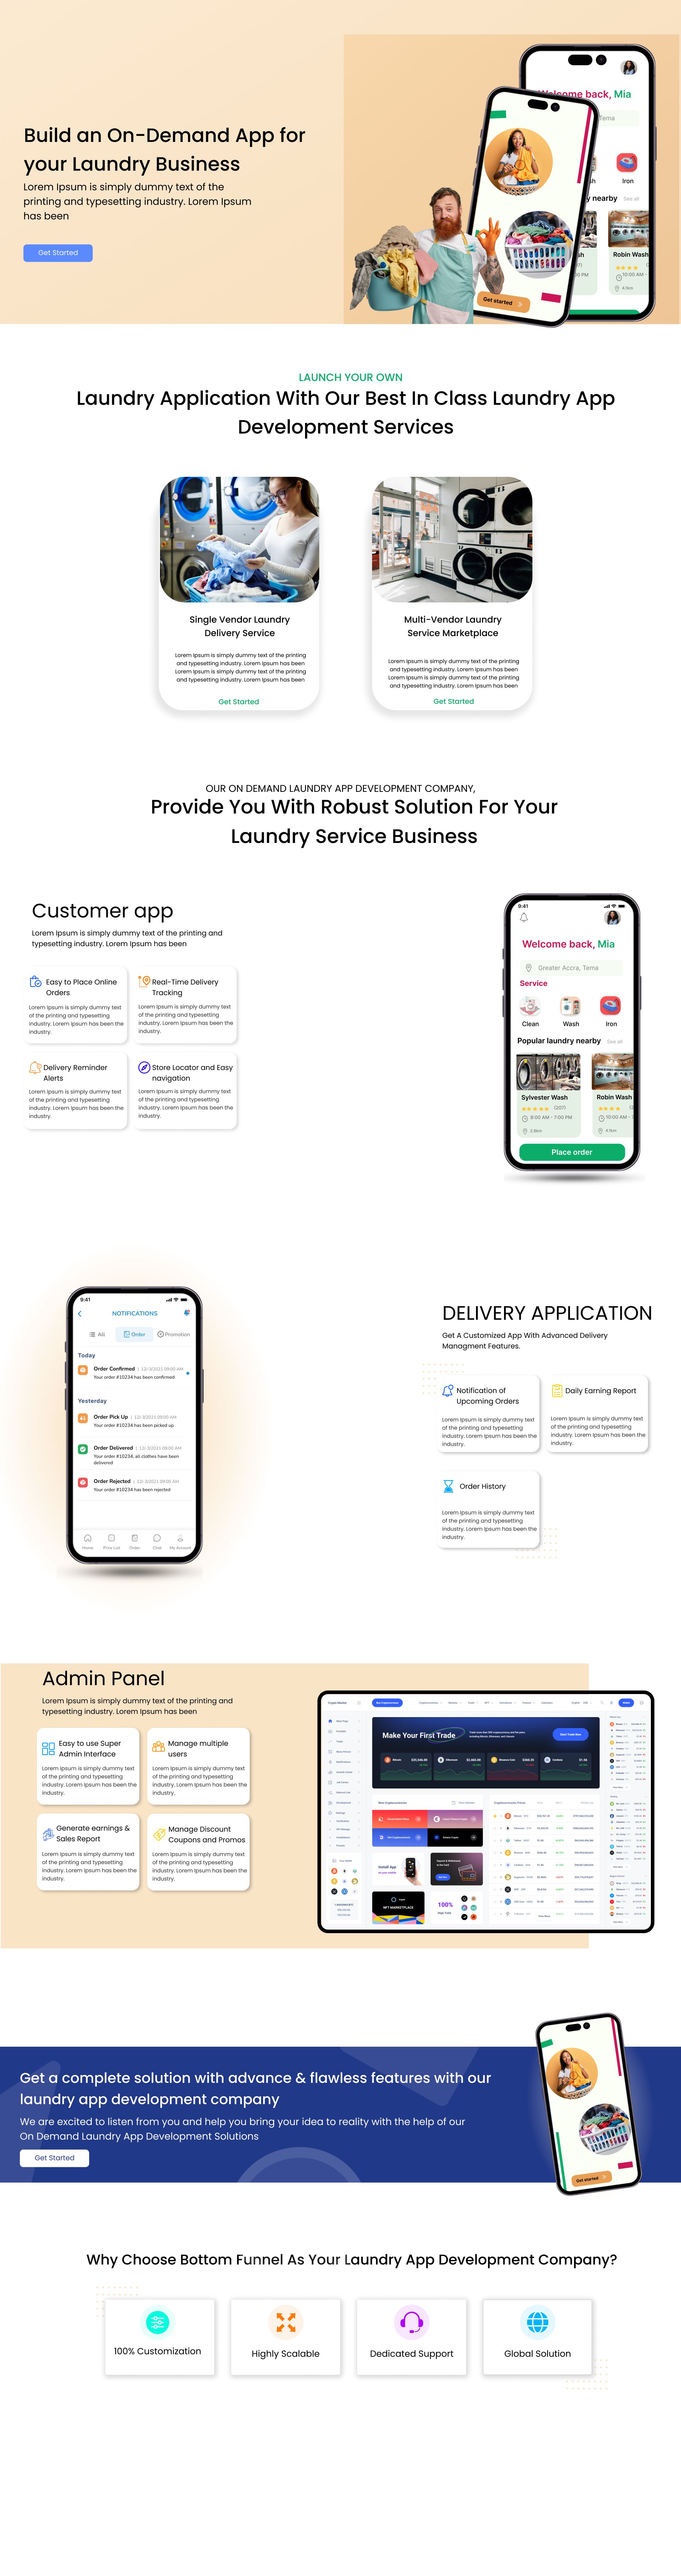 Build an On-Demand App for
your Laundry Business
Lorem Ipsum is simply dummy text of the
printing and typesetting industry. Lorem Ipsum
has been
Get Started
Welcome back, Mia
Tema
Iron
y nearby See all
Robin Wash
10:00 AM -
4.1km
Get started
LAUNCH YOUR OWN
Laundry Application With Our Best In Class Laundry App
Development Services
Single Vendor Laundry
Delivery Service
Lorem Ipsum is simply dummy text of the printing
and typesetting industry. Lorem Ipsum has been
Lorem Ipsum is simply dummy text of the printing
and typesetting industry. Lorem Ipsum has been
Get Started
Multi-Vendor Laundry
Service Marketplace
Lorem Ipsum is simply dummy text of the printing
and typesetting industry. Lorem Ipsum has been
Lorem Ipsum is simply dummy text of the printing
and typesetting industry. Lorem Ipsum has been
Get Started
OUR ON DEMAND LAUNDRY APP DEVELOPMENT COMPANY,
Provide You With Robust Solution For Your
Laundry Service Business
Customer app
Lorem Ipsum is simply dummy text of the printing and
typesetting industry. Lorem Ipsum has been
Easy to Place Online
Orders
Lorem Ipsum is simply dummy text
of the printing and typesetting
industry. Lorem Ipsum has been the
industry.
Real-Time Delivery
Tracking
Lorem Ipsum is simply dummy text
of the printing and typesetting
industry. Lorem Ipsum has been the
industry.
Delivery Reminder
Alerts
Lorem Ipsum is simply dummy text
of the printing and typesetting
industry. Lorem Ipsum has been the
industry.
Store Locator and Easy
navigation
Lorem Ipsum is simply dummy text
of the printing and typesetting
industry. Lorem Ipsum has been the
industry.
9:41
Welcome back, Mia
Greater Accra, Tema
Service
Clean Wash Iron
Popular laundry nearby See all
Sylvester Wash
(207)
8:00 AM - 7:00 PM
2.8km
Robin Wash
10:00 AM -
4.1km
Place order
9:41
NOTIFICATIONS
All Order Promotion
Today
Order Confirmed | 12/3/2021 09:00 AM
Your order #10234 has been confirmed
Yesterday
Order Pick Up | 12/3/2021 09:00 AM
Your order #10234 has been picked up.
Order Delivered | 12/3/2021 09:00 AM
Your order #10234, all clothes have been
delivered
Order Rejected | 12/3/2021 09:00 AM
Your order #10234 has been rejected
Home Price List Order Chat My Account
DELIVERY APPLICATION
Get A Customized App With Advanced Delivery
Managment Features.
Notification of
Upcoming Orders
Lorem Ipsum is simply dummy text
of the printing and typesetting
industry. Lorem Ipsum has been the
industry.
Daily Earning Report
Lorem Ipsum is simply dummy text
of the printing and typesetting
industry. Lorem Ipsum has been the
industry.
Order History
Lorem Ipsum is simply dummy text
of the printing and typesetting
industry. Lorem Ipsum has been the
industry.
Admin Panel
Lorem Ipsum is simply dummy text of the printing and
typesetting industry. Lorem Ipsum has been
Easy to use Super
Admin Interface
Lorem Ipsum is simply dummy text
of the printing and typesetting
industry. Lorem Ipsum has been the
industry.
Manage multiple
users
Lorem Ipsum is simply dummy text
of the printing and typesetting
industry. Lorem Ipsum has been the
industry.
Generate earnings &
Sales Report
Lorem Ipsum is simply dummy text
of the printing and typesetting
industry. Lorem Ipsum has been the
industry.
Manage Discount
Coupons and Promos
Lorem Ipsum is simply dummy text
of the printing and typesetting
industry. Lorem Ipsum has been the
industry.
Make Your First Trade
Start Trade Now
Install App
NFT MARKETPLACE
100%
Get a complete solution with advance & flawless features with our
laundry app development company
We are excited to listen from you and help you bring your idea to reality with the help of our
On Demand Laundry App Development Solutions
Get Started
Get started
Why Choose Bottom Funnel As Your Laundry App Development Company?
100% Customization
Highly Scalable
Dedicated Support
Global Solution